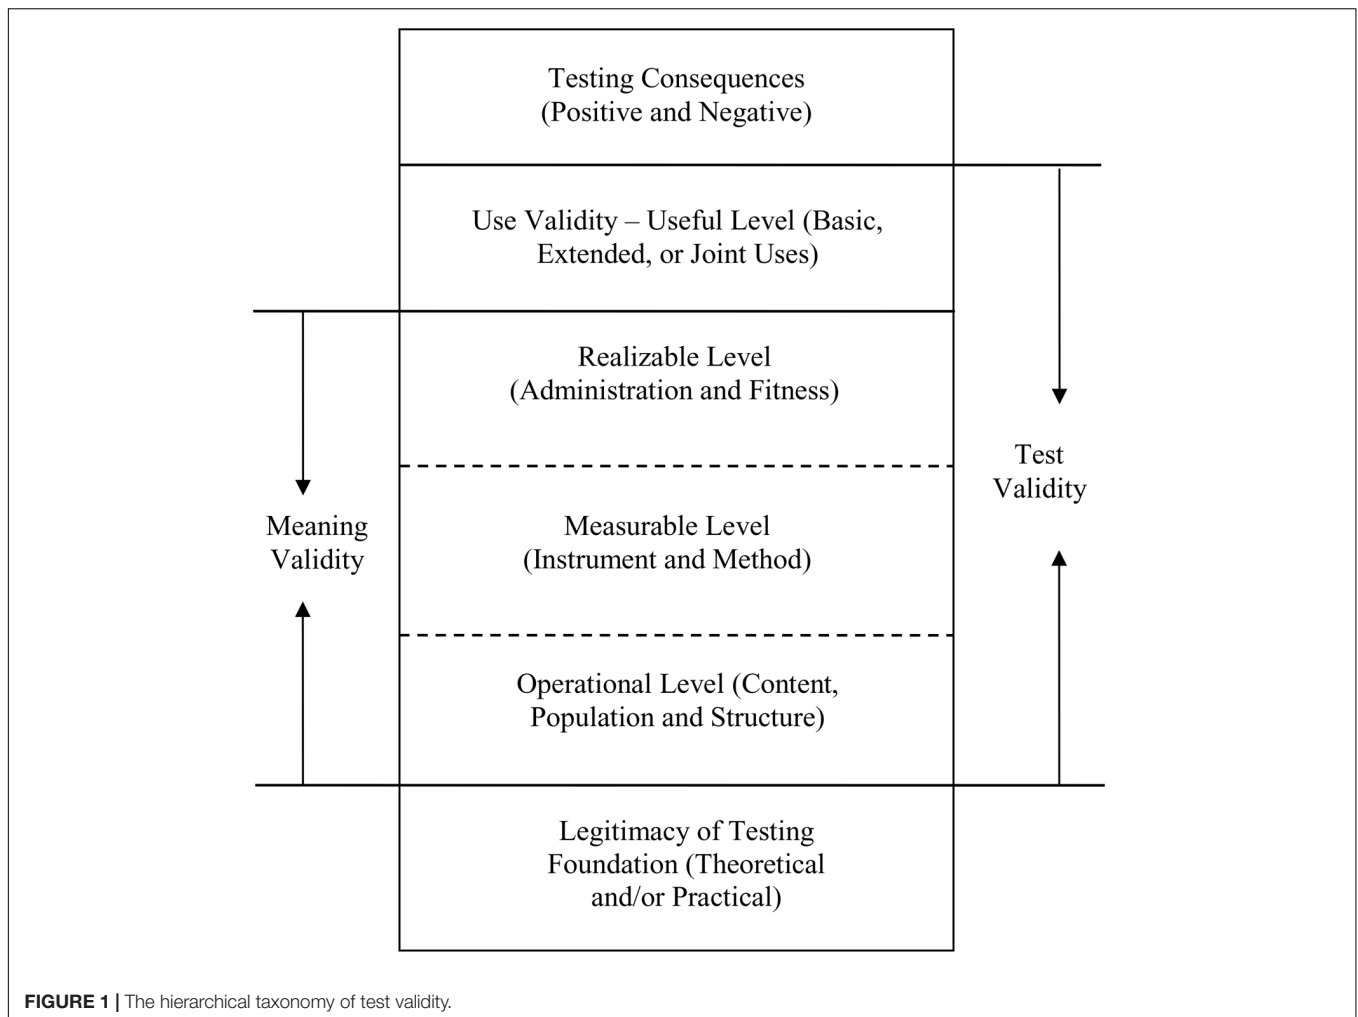 Testing Consequences
(Positive and Negative)
Use Validity – Useful Level (Basic,
Extended, or Joint Uses)
Realizable Level
(Administration and Fitness)
Test
Validity
Meaning
Validity
Measurable Level
(Instrument and Method)
Operational Level (Content,
Population and Structure)
Legitimacy of Testing
Foundation (Theoretical
and/or Practical)
FIGURE 1 | The hierarchical taxonomy of test validity.